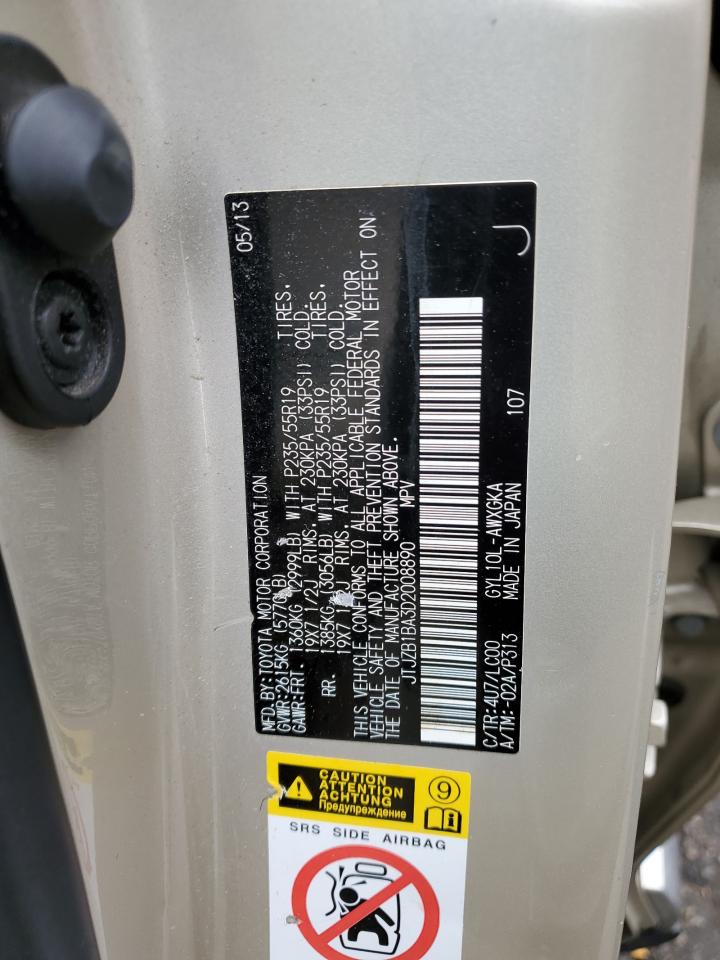 MFD.BY:TOYOTA MOTOR CORPORATION 05/13
GVWR:2615KG (5770LB)
GAWR:FRT. 1360KG (2999LB) WITH P235/55R19 TIRES.
19X7 1/2J RIMS. AT 230KPA (33PSI) COLD.
RR. 1385KG (3056LB) WITH P235/55R19 TIRES.
19X7 1/2J RIMS. AT 230KPA (33PSI) COLD.
THIS VEHICLE CONFORMS TO ALL APPLICABLE FEDERAL MOTOR
VEHICLE SAFETY AND THEFT PREVENTION STANDARDS IN EFFECT ON
THE DATE OF MANUFACTURE SHOWN ABOVE.
JTJZB1BA3D2008890 MPV
C/TR:4U7/LC00 GYL10L-AWXGKA 107 J
A/TM:-02A/P313 MADE IN JAPAN
CAUTION
ATTENTION
ACHTUNG
Предупреждение
9
SRS SIDE AIRBAG